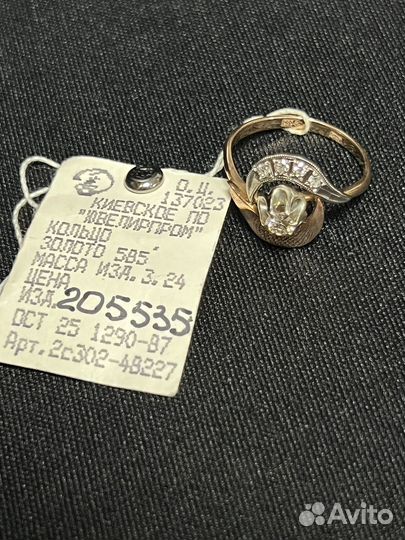 О.Ц.
137023
КИЕВСКОЕ ПО
"ЮВЕЛИРПРОМ"
КОЛЬЦО
ЗОЛОТО 585°
МАССА ИЗД. 3.24
ЦЕНА
ИЗД. 205535
ОСТ 25 1290-87
Арт. 2с302-48227
Avito